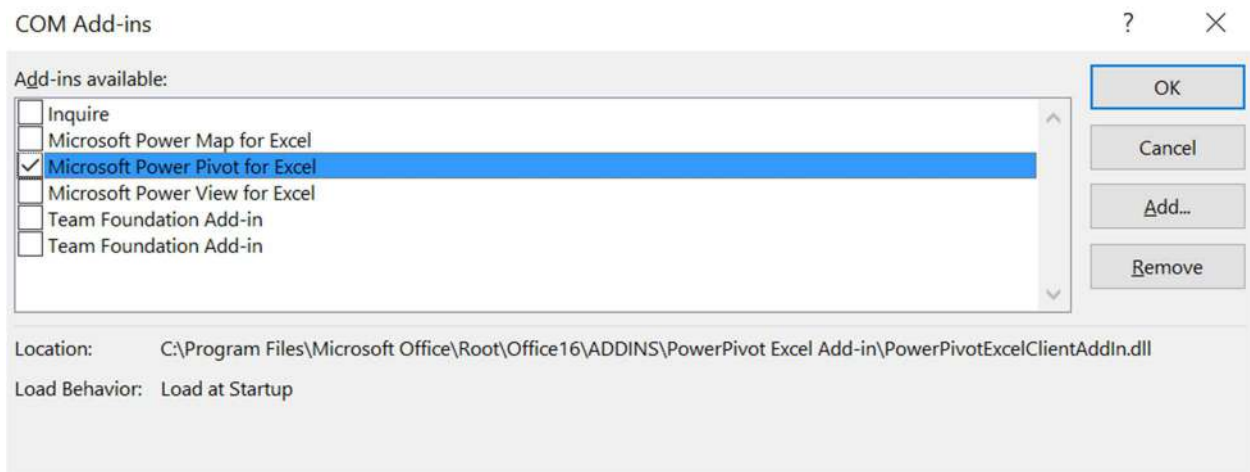 COM Add-ins
?
Add-ins available:
OK
Inquire
Microsoft Power Map for Excel
Cancel
Microsoft Power Pivot for Excel
Microsoft Power View for Excel
Add...
Team Foundation Add-in
Team Foundation Add-in
Remove
Location: C:\Program Files\Microsoft Office\Root\Office16\ADDINS\PowerPivot Excel Add-in\PowerPivotExcelClientAddIn.dll
Load Behavior: Load at Startup